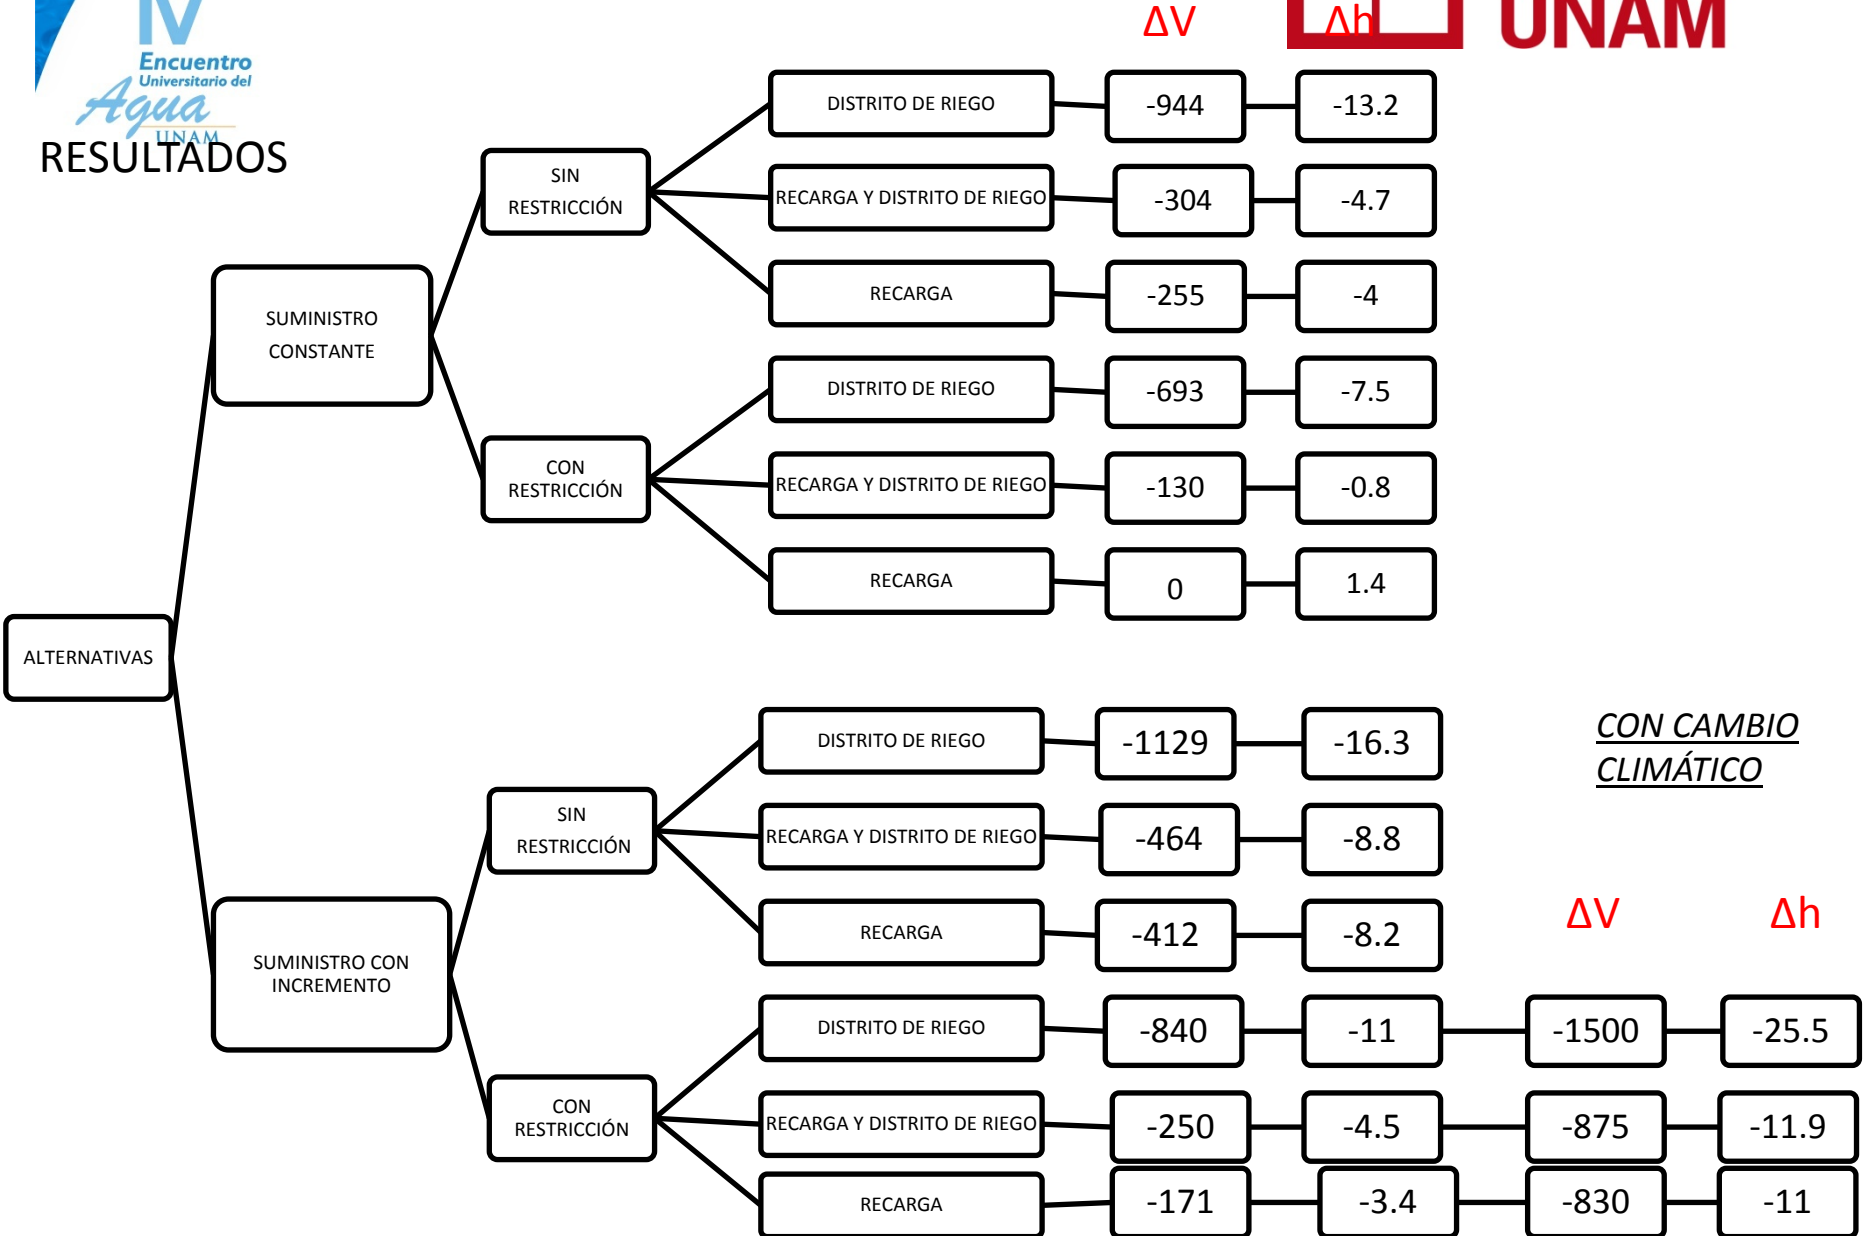 IV
Encuentro
Universitario del
Agua
UNAM
UNAM
RESULTADOS
ΔV
Δh
ALTERNATIVAS
SUMINISTRO
CONSTANTE
SIN
RESTRICCIÓN
DISTRITO DE RIEGO
-944
-13.2
RECARGA Y DISTRITO DE RIEGO
-304
-4.7
RECARGA
-255
-4
CON
RESTRICCIÓN
DISTRITO DE RIEGO
-693
-7.5
RECARGA Y DISTRITO DE RIEGO
-130
-0.8
RECARGA
0
1.4
SUMINISTRO CON
INCREMENTO
SIN
RESTRICCIÓN
DISTRITO DE RIEGO
-1129
-16.3
RECARGA Y DISTRITO DE RIEGO
-464
-8.8
RECARGA
-412
-8.2
CON CAMBIO
CLIMÁTICO
ΔV
Δh
CON
RESTRICCIÓN
DISTRITO DE RIEGO
-840
-11
-1500
-25.5
RECARGA Y DISTRITO DE RIEGO
-250
-4.5
-875
-11.9
RECARGA
-171
-3.4
-830
-11